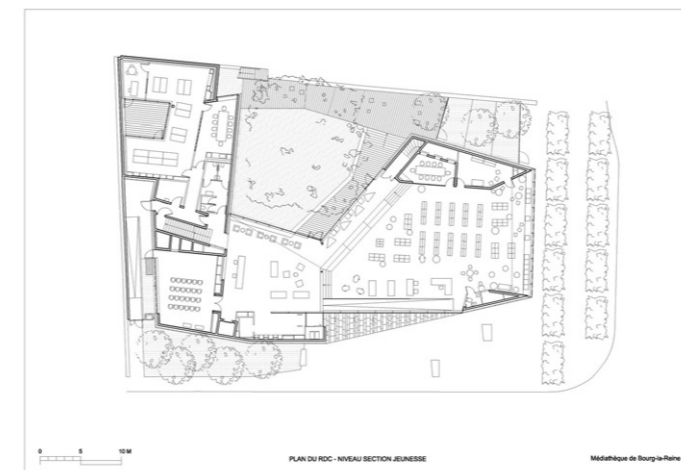 0 5 10 M
PLAN DU RDC - NIVEAU SECTION JEUNESSE
Médiathèque de Bourg-la-Reine